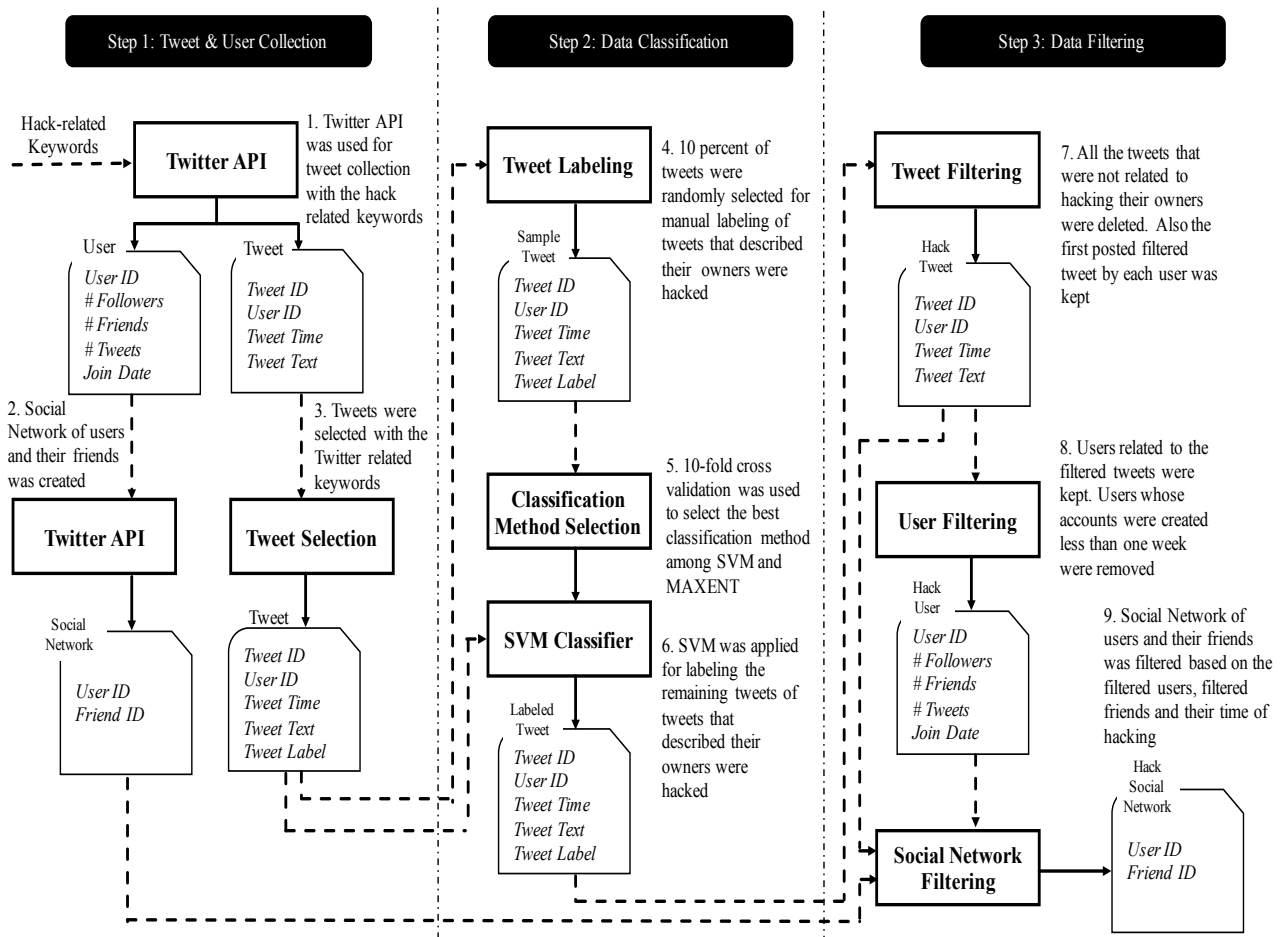 Step 1: Tweet & User Collection
Hack-related
Keywords
Twitter API
1. Twitter API
was used for
tweet collection
with the hack
related keywords
User
User ID
# Followers
# Friends
# Tweets
Join Date
Tweet
Tweet ID
User ID
Tweet Time
Tweet Text
2. Social
Network of users
and their friends
was created
3. Tweets were
selected with the
Twitter related
keywords
Twitter API
Tweet Selection
Social
Network
User ID
Friend ID
Tweet
Tweet ID
User ID
Tweet Time
Tweet Text
Tweet Label
Step 2: Data Classification
Tweet Labeling
4. 10 percent of
tweets were
randomly selected for
manual labeling of
tweets that described
their owners were
hacked
Sample
Tweet
Tweet ID
User ID
Tweet Time
Tweet Text
Tweet Label
Classification
Method Selection
5. 10-fold cross
validation was used
to select the best
classification method
among SVM and
MAXENT
SVM Classifier
6. SVM was applied
for labeling the
remaining tweets of
tweets that
described their
owners were
hacked
Labeled
Tweet
Tweet ID
User ID
Tweet Time
Tweet Text
Tweet Label
Step 3: Data Filtering
Tweet Filtering
7. All the tweets that
were not related to
hacking their owners
were deleted. Also the
first posted filtered
tweet by each user was
kept
Hack
Tweet
Tweet ID
User ID
Tweet Time
Tweet Text
User Filtering
8. Users related to the
filtered tweets were
kept. Users whose
accounts were created
less than one week
were removed
Hack
User
User ID
# Followers
# Friends
# Tweets
Join Date
9. Social Network of
users and their friends
was filtered based on the
filtered users, filtered
friends and their time of
hacking
Social Network
Filtering
Hack
Social
Network
User ID
Friend ID